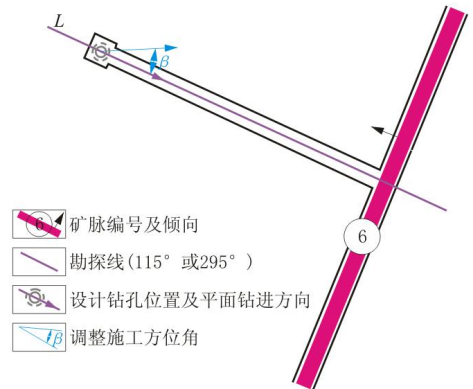 L
β
6
6 矿脉编号及倾向
勘探线(115° 或295° )
设计钻孔位置及平面钻进方向
β 调整施工方位角